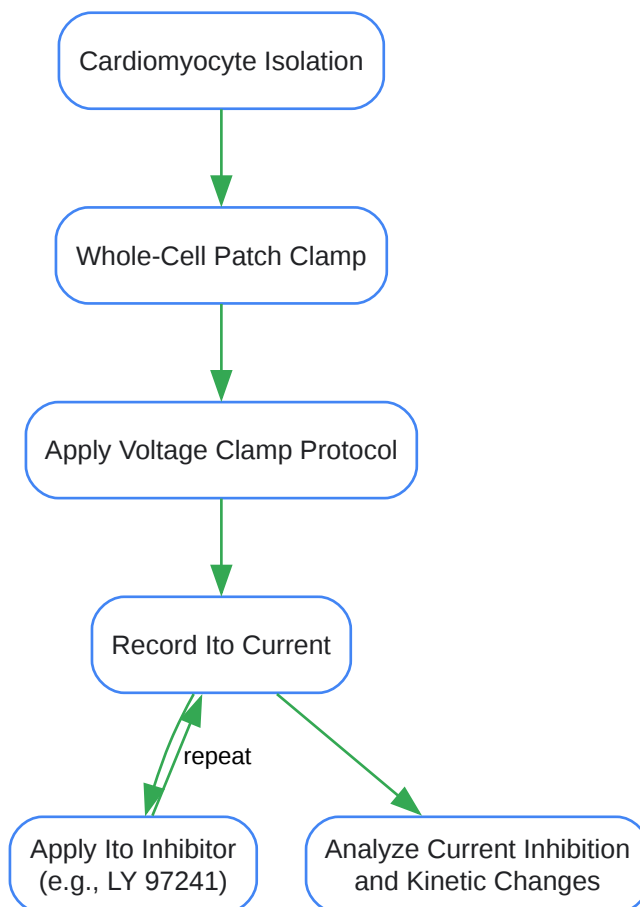 Cardiomyocyte Isolation
Whole-Cell Patch Clamp
Apply Voltage Clamp Protocol
Record Ito Current
repeat
Apply Ito Inhibitor
(e.g., LY 97241)
Analyze Current Inhibition
and Kinetic Changes